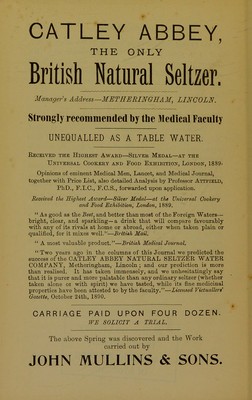 CATLEY ABBEY,
THE ONLY
British Natural Seltzer.
Manager's Address—METHERINGHAM, LINCOLN.
Strongly recommended by the Medical Faculty
UNEQUALLED AS A TABLE WATER.
RECEIVED THE HIGHEST AWARD—SILVER MEDAL—AT THE
UNIVERSAL COOKERY AND FOOD EXHIBITION, LONDON, 1889.
Opinions of eminent Medical Men, Lancet, and Medical Journal,
together with Price List, also detailed Analysis by Professor ATTFIELD,
PhD., F.I.C., F.C.S., forwarded upon application.
Received the Highest Award—Silver Medal—at the Universal Cookery
and Food Exhibition, London, 1889.
"As good as the Best, and better than most of the Foreign Waters—
bright, clear, and sparkling—a drink that will compare favourably
with any of its rivals at home or abroad, either when taken plain or
qualified, for it mixes well."—British Mail.
"A most valuable product."—British Medical Journal.
"Two years ago in the columns of this Journal we predicted the
success of the CATLEY ABBEY NATURAL SELTZER WATER
COMPANY, Metheringham, Lincoln; and our prediction is more
than realised. It has taken immensely, and we unhesitatingly say
that it is purer and more palatable than any ordinary seltzer (whether
taken alone or with spirit) we have tasted, while its fine medicinal
properties have been attested to by the faculty."—Licensed Victuallers'
Gazette, October 24th, 1890.
CARRIAGE PAID UPON FOUR DOZEN.
WE SOLICIT A TRIAL.
The above Spring was discovered and the Work
carried out by
JOHN MULLINS & SONS.